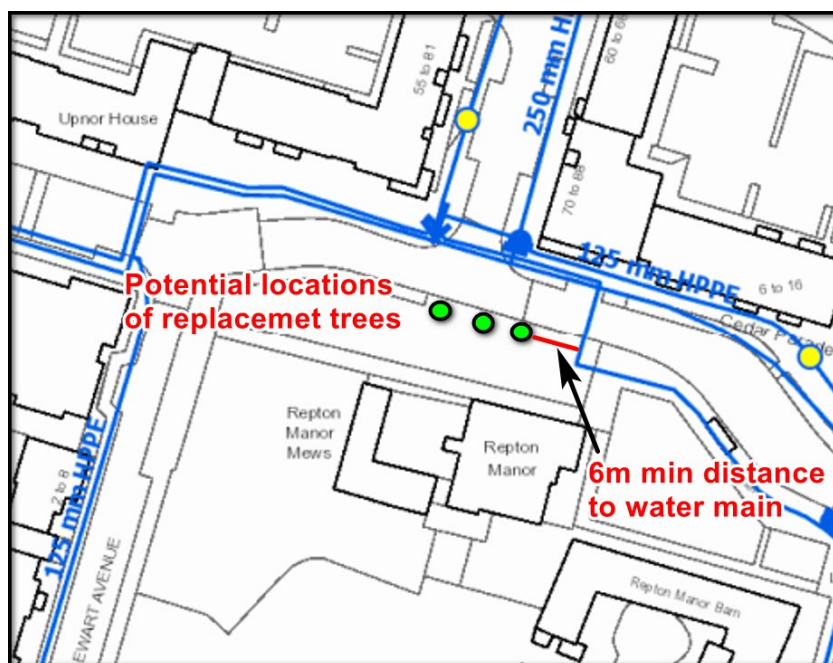 55 to 81
250 mm H
60 to 68
Upnor House
70 to 88
125 mm HPPE
6 to 16
Potential locations
of replacemet trees
Cedar Parade
Repton
Manor
Mews
Repton
Manor
6m min distance
to water main
2 to 8
125 mm HPPE
EWART AVENUE
Repton Manor Barn